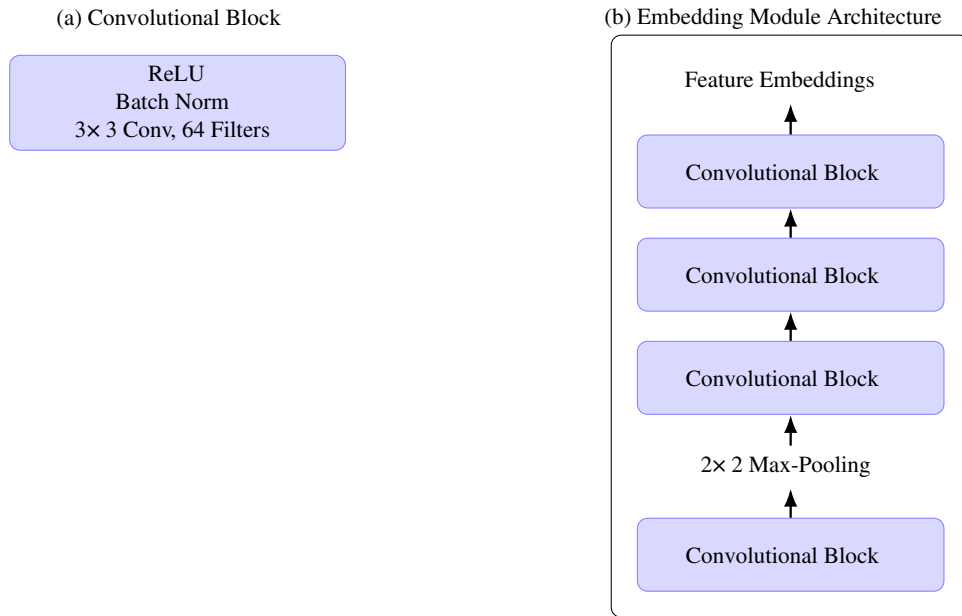 (a) Convolutional Block
ReLU
Batch Norm
3× 3 Conv, 64 Filters
(b) Embedding Module Architecture
Feature Embeddings
Convolutional Block
Convolutional Block
Convolutional Block
2× 2 Max-Pooling
Convolutional Block